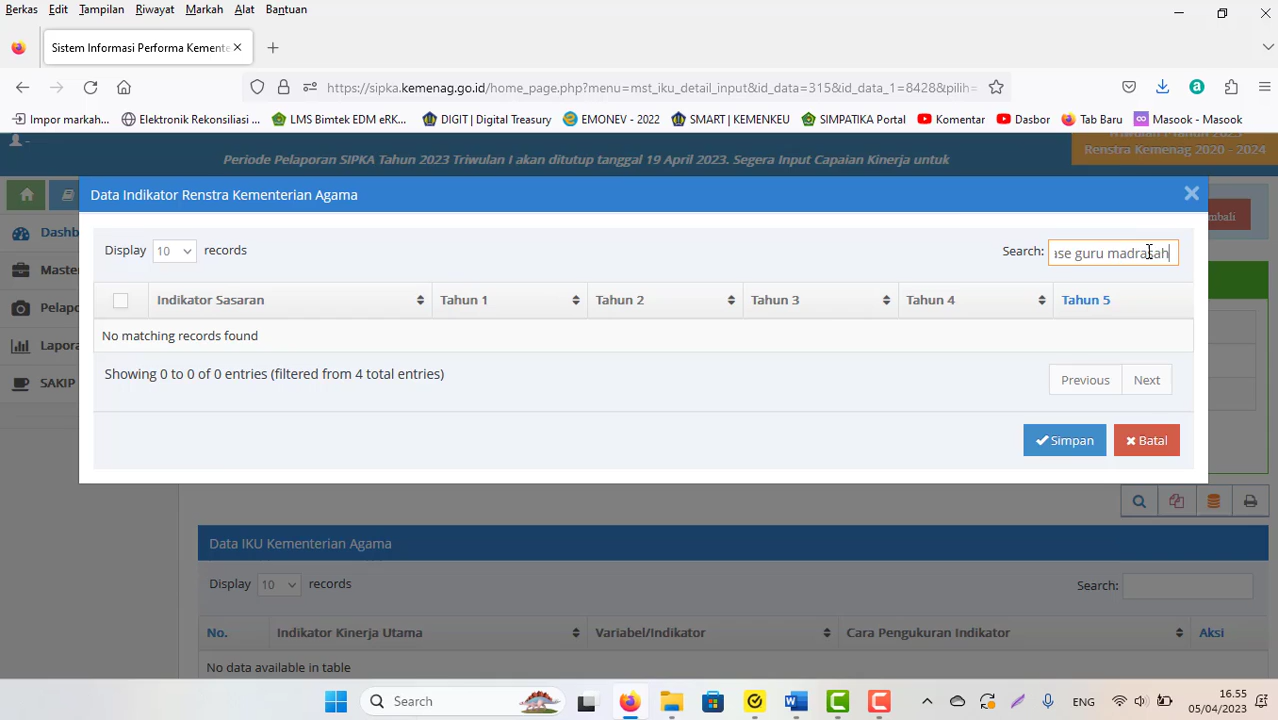 Berkas Edit Tampilan Riwayat Markah Alat Bantuan
Sistem Informasi Performa Kemente
https://sipka.kemenag.go.id/home_page.php?menu=mst_iku_detail_input&id_data=315&id_data_1=8428&pilih=
Impor markah... Elektronik Rekonsiliasi ... LMS Bimtek EDM eRK... DIGIT | Digital Treasury EMONEV - 2022 SMART | KEMENKEU SIMPATIKA Portal Komentar Dasbor Tab Baru Masook - Masook
Triwulan I Tahun 2023
Periode Pelaporan SIPKA Tahun 2023 Triwulan I akan ditutup tanggal 19 April 2023. Segera Input Capaian Kinerja untuk
Renstra Kemenag 2020 - 2024
Data Indikator Renstra Kementerian Agama
mbali
Dashb
Display 10 records
Search: ase guru madrasah
Master
Pelapo
Indikator Sasaran Tahun 1 Tahun 2 Tahun 3 Tahun 4 Tahun 5
No matching records found
Lapora
Showing 0 to 0 of 0 entries (filtered from 4 total entries)
Previous Next
SAKIP
Simpan Batal
Data IKU Kementerian Agama
Display 10 records
Search:
No. Indikator Kinerja Utama Variabel/Indikator Cara Pengukuran Indikator Aksi
No data available in table
Search
ENG
16.55
05/04/2023